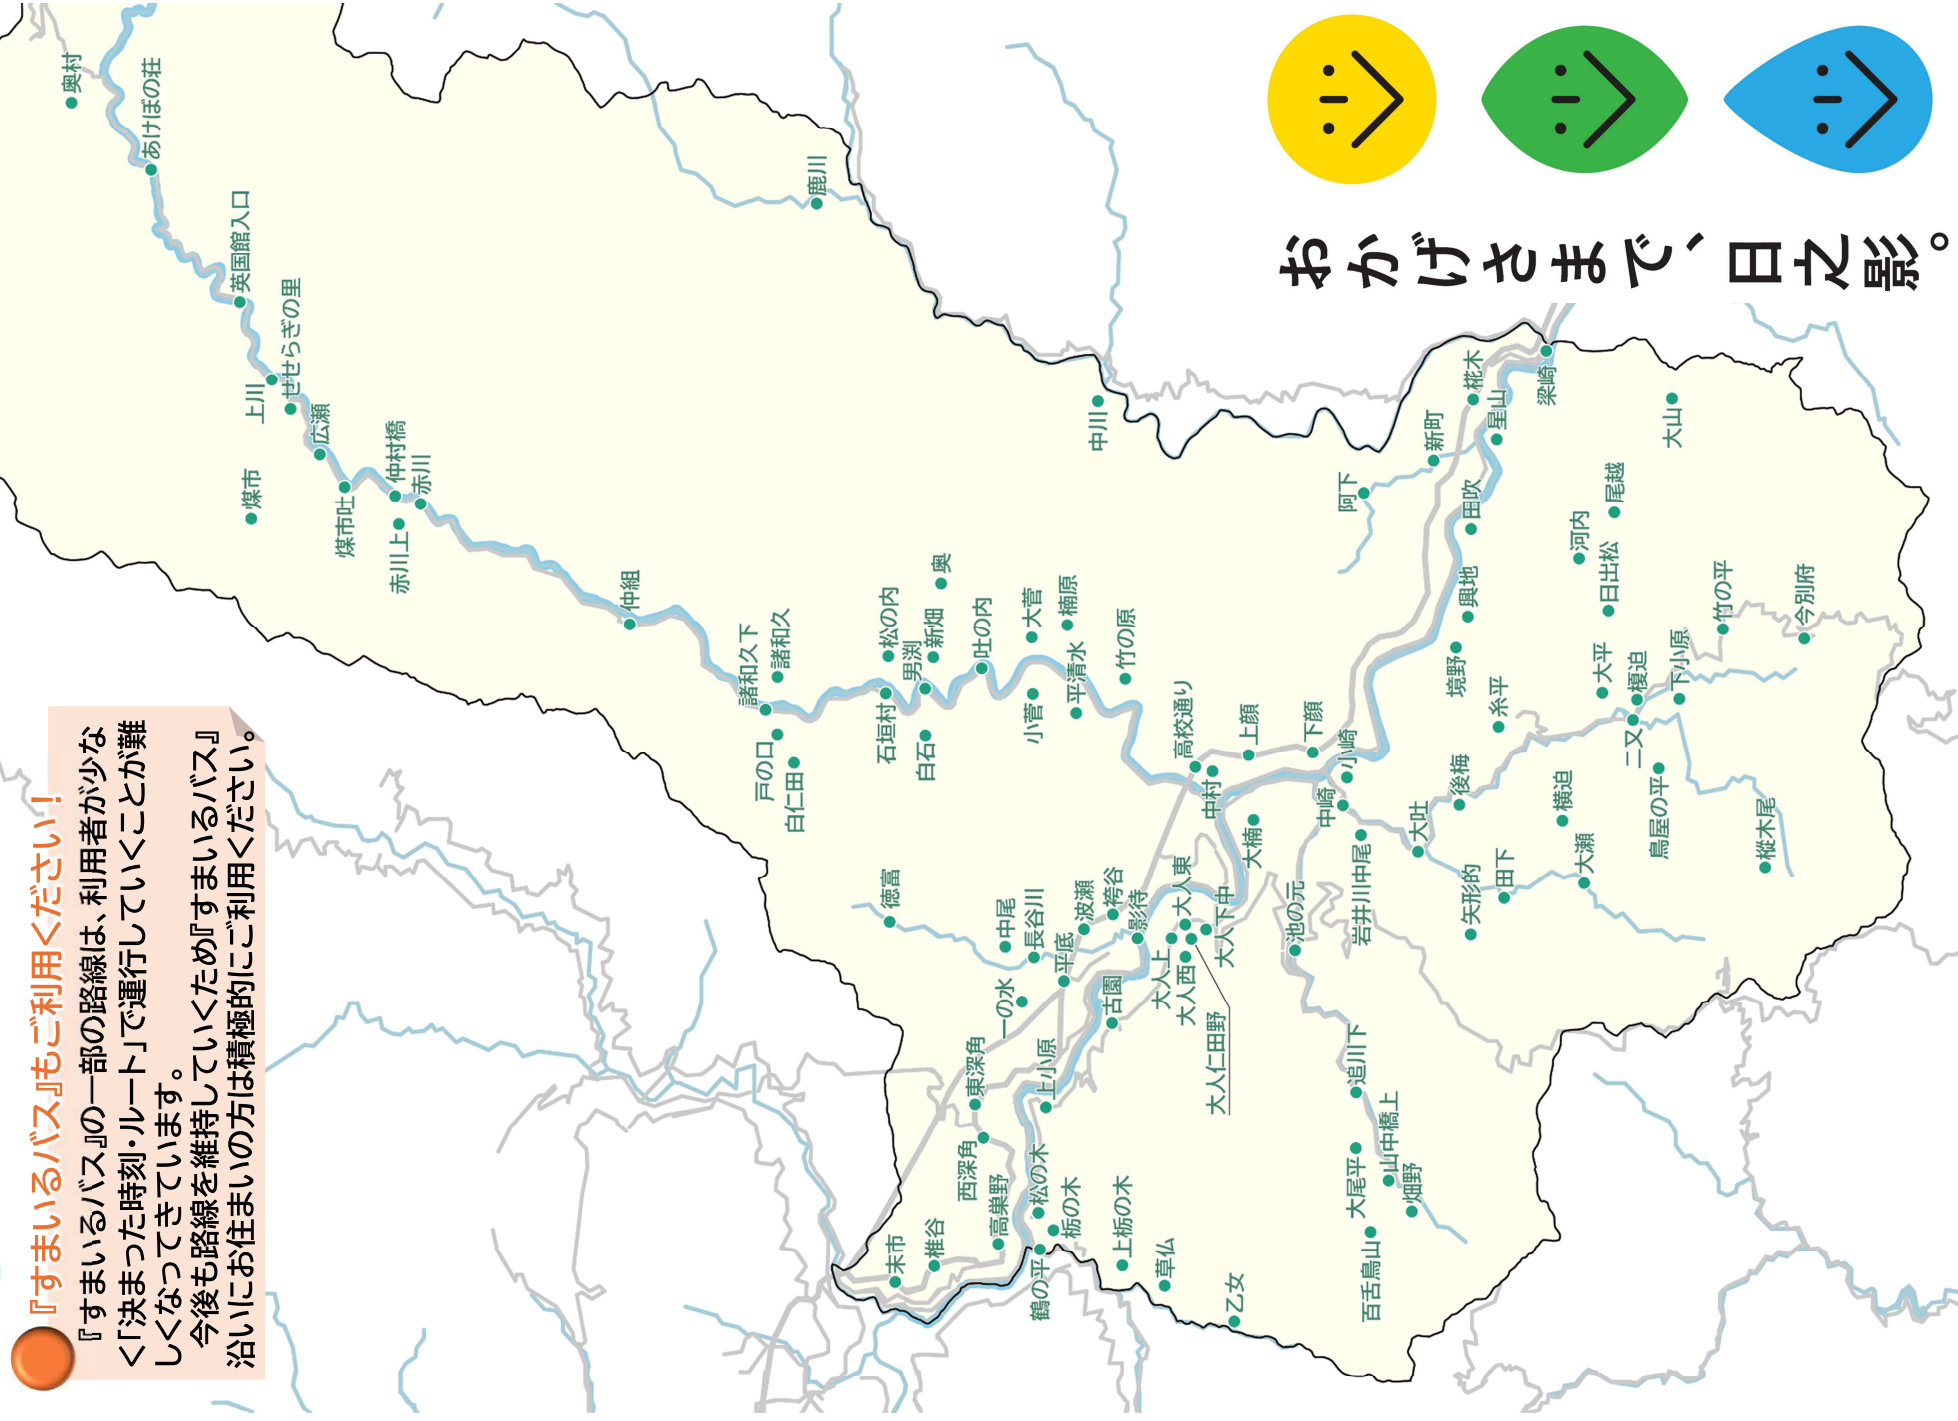 『すまいるバス』もご利用ください！
『すまいるバス』の一部の路線は、利用者が少な
く「決まった時刻・ルート」で運行していくことが難
しくなってきています。
今後も路線を維持していくため『すまいるバス』
沿いにお住まいの方は積極的にご利用ください。
おかげさまで、日之影。
奥村
あけぼの荘
英国館入口
せせらぎの里
上川
広瀬
煤市
煤市吐
仲村橋
赤川
赤川上
仲組
鹿川
中川
諸和久下
諸和久
戸の口
白仁田
松の内
石垣村
男渕
新畑
奥
白石
吐の内
大菅
小菅
楠原
平清水
竹の原
高校通り
中村
上顔
下顔
小崎
中崎
大楠
阿下
新町
椛木
星山
梁崎
田吹
興地
境野
大山
尾越
河内
日出松
竹の平
今別府
大平
榎迫
下小原
二又
糸平
後梅
横迫
鳥屋の平
樅木尾
大吐
大瀬
田下
矢形的
岩井川中尾
池の元
徳富
中尾
長谷川
波瀬
袴谷
影待
平底
一の水
古園
大人東
大人下中
大人上
大人西
大人仁田野
東深角
西深角
上小原
高巣野
松の木
栃の木
上栃の木
鶴の平
末市
椎谷
草仏
乙女
追川下
山中橋上
大尾平
畑野
百舌鳥山